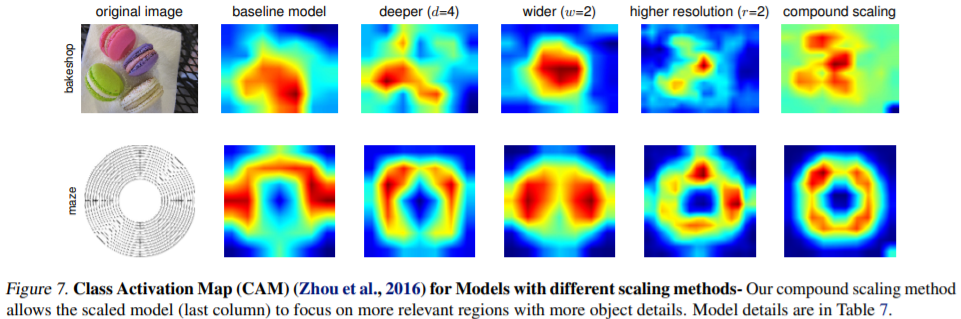 original image baseline model deeper (d=4) wider (w=2) higher resolution (r=2) compound scaling
bakeshop
maze
Figure 7. Class Activation Map (CAM) (Zhou et al., 2016) for Models with different scaling methods- Our compound scaling method
allows the scaled model (last column) to focus on more relevant regions with more object details. Model details are in Table 7.